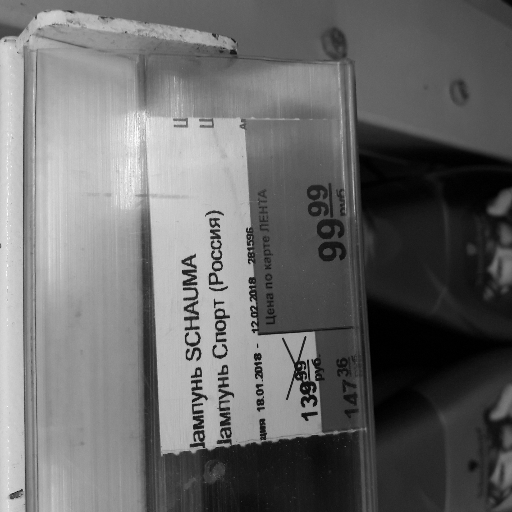 Шампунь SCHAUMA
Шампунь Спорт (Россия)
ция 18.01.2018 - 12.02.2018 281596
139 99 руб.
147 36
Цена по карте ЛЕНТА
99 99 руб.